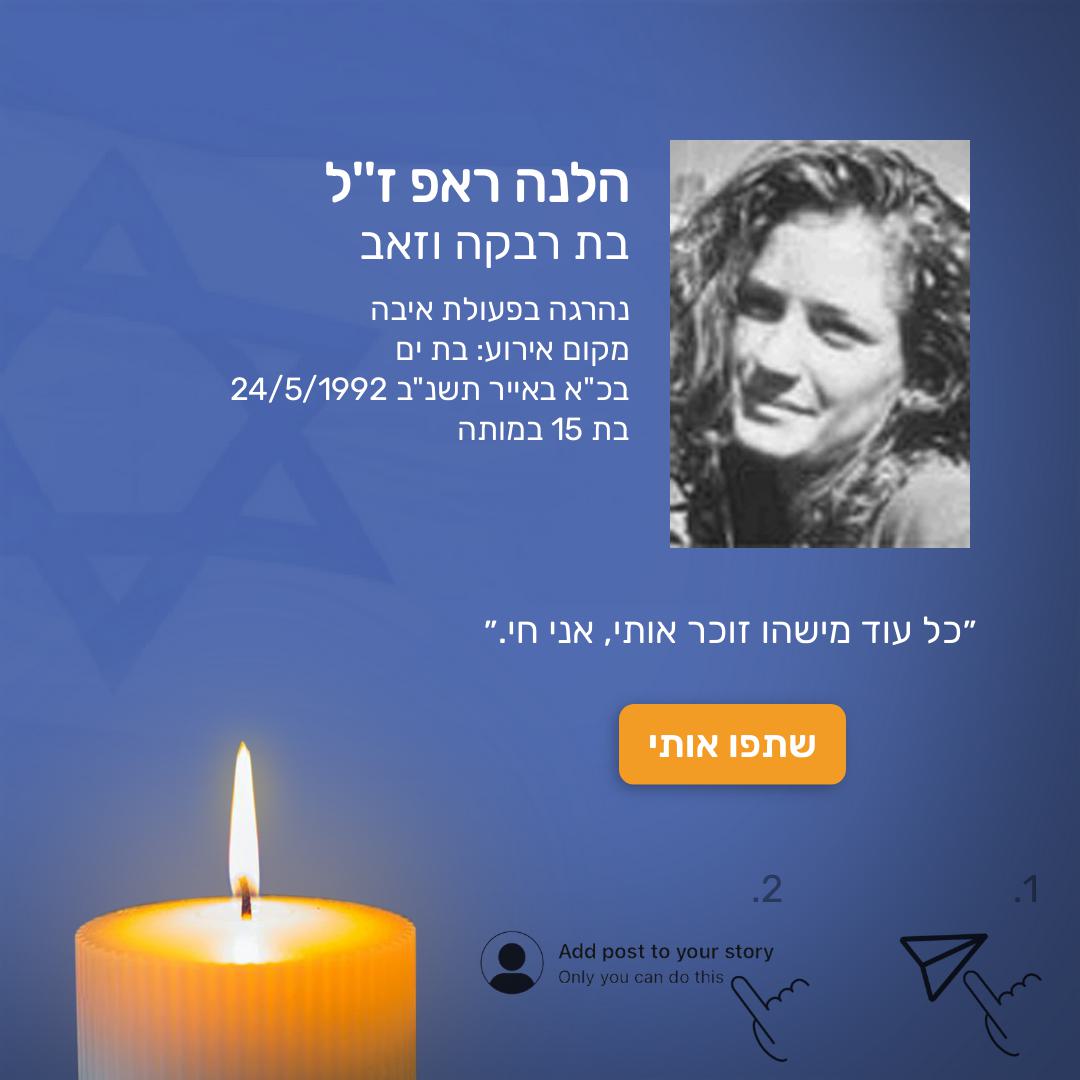 הלנה ראפ ז"ל
בת רבקה וזאב
נהרגה בפעולת איבה
מקום אירוע: בת ים
בכ"א באייר תשנ"ב 24/5/1992
בת 15 במותה
"כל עוד מישהו זוכר אותי, אני חי."
שתפו אותי
.1
.2
Add post to your story
Only you can do this